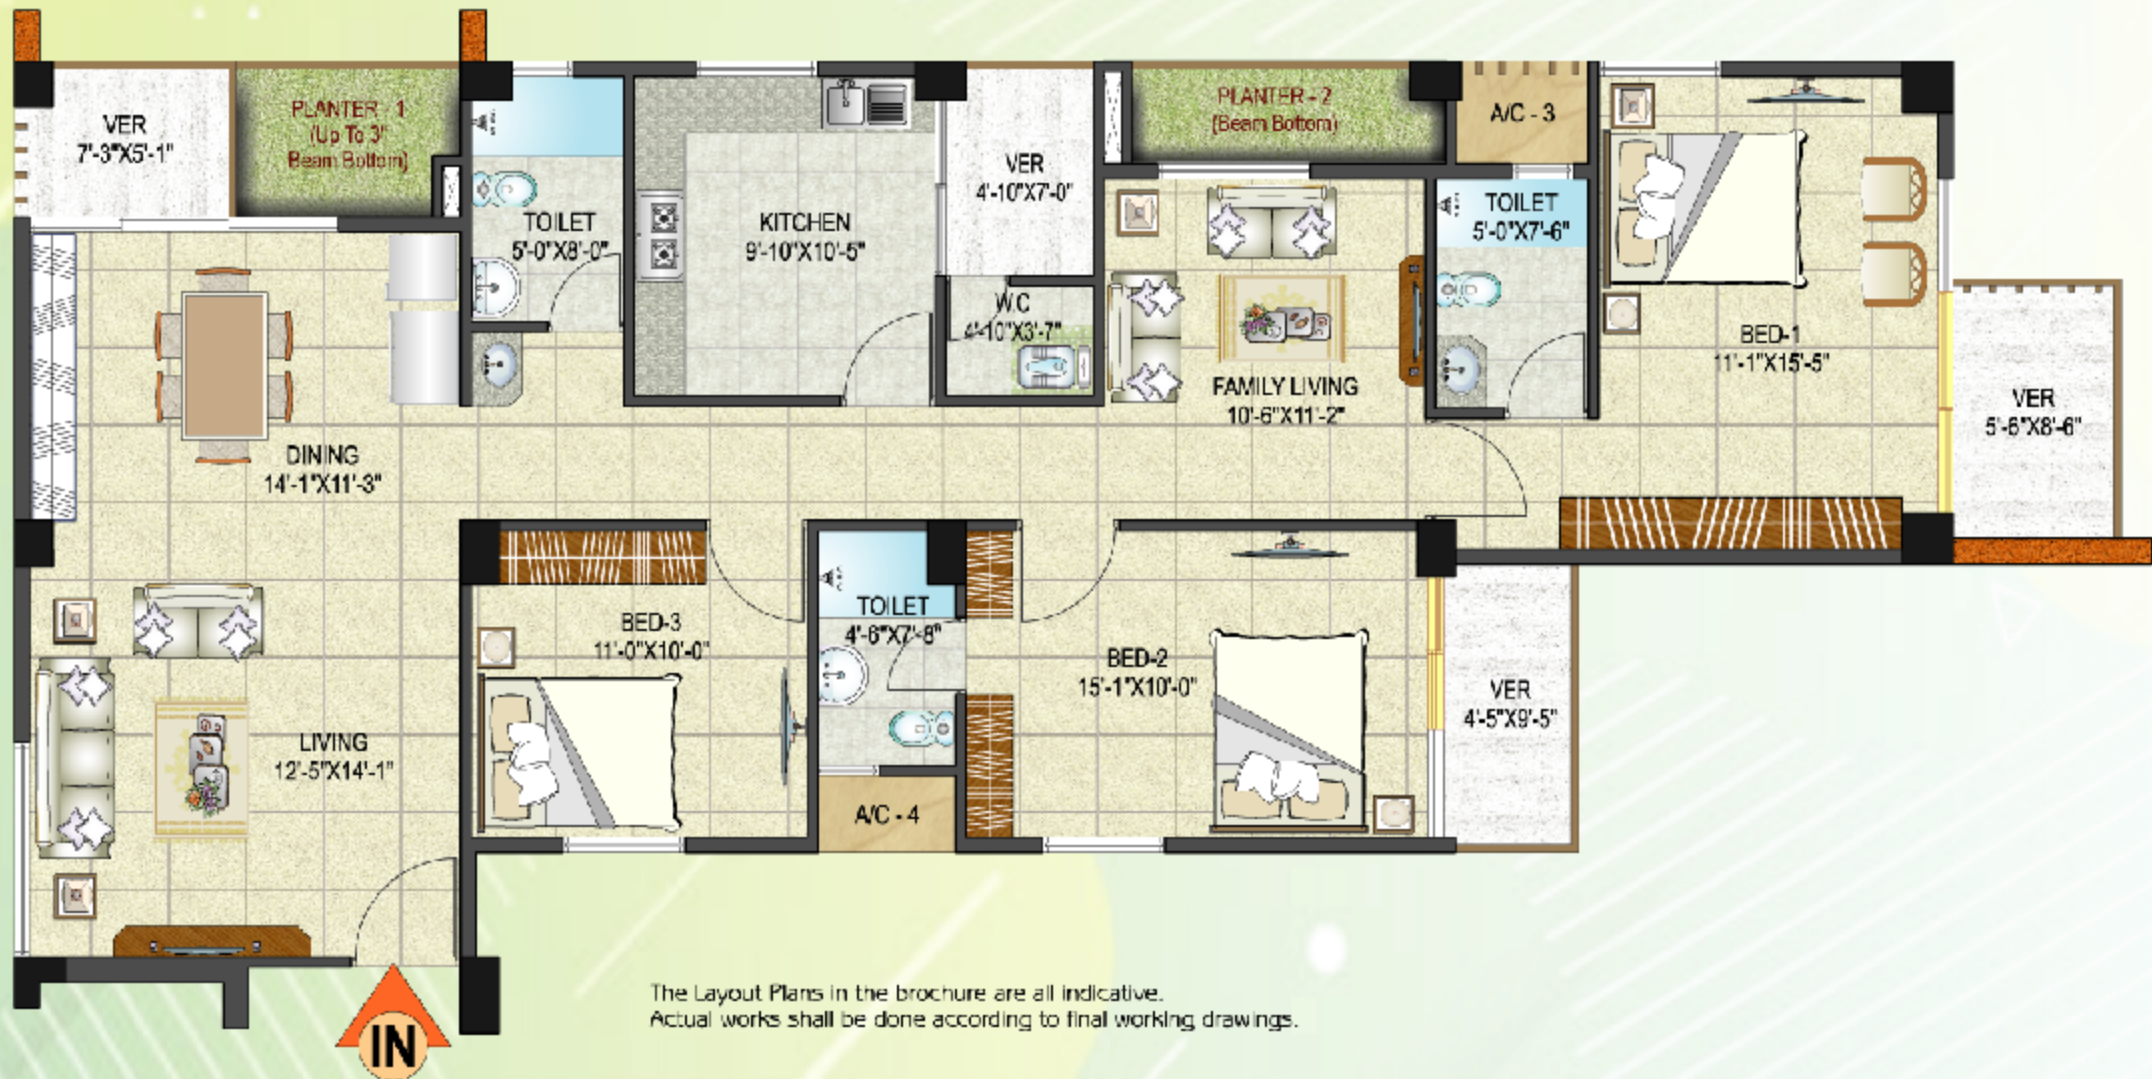 VER
7'-3"X5'-1"
PLANTER - 1
(Up To 3"
Beam Bottom)
TOILET
5'-0"X8'-0"
KITCHEN
9'-10"X10'-5"
VER
4'-10"X7'-0"
W.C
4'-10"X3'-7"
PLANTER - 2
(Beam Bottom)
A/C - 3
TOILET
5'-0"X7'-6"
FAMILY LIVING
10'-6"X11'-2"
BED-1
11'-1"X15'-5"
VER
5'-6"X8'-6"
DINING
14'-1"X11'-3"
BED-3
11'-0"X10'-0"
TOILET
4'-6"X7'-8"
A/C - 4
BED-2
15'-1"X10'-0"
VER
4'-5"X9'-5"
LIVING
12'-5"X14'-1"
IN
The Layout Plans in the brochure are all indicative.
Actual works shall be done according to final working drawings.